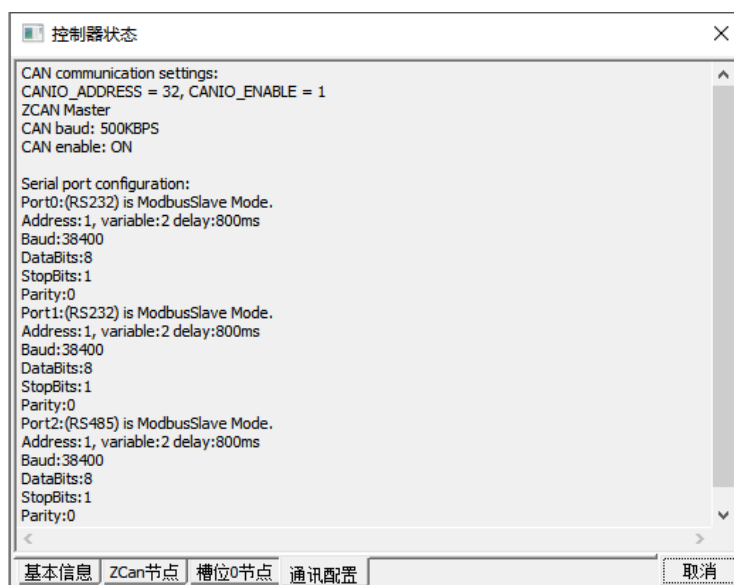 控制器状态
CAN communication settings:
CANIO_ADDRESS = 32, CANIO_ENABLE = 1
ZCAN Master
CAN baud: 500KBPS
CAN enable: ON
Serial port configuration:
Port0:(RS232) is ModbusSlave Mode.
Address:1, variable:2 delay:800ms
Baud:38400
DataBits:8
StopBits:1
Parity:0
Port1:(RS232) is ModbusSlave Mode.
Address:1, variable:2 delay:800ms
Baud:38400
DataBits:8
StopBits:1
Parity:0
Port2:(RS485) is ModbusSlave Mode.
Address:1, variable:2 delay:800ms
Baud:38400
DataBits:8
StopBits:1
Parity:0
基本信息 ZCan节点 槽位0节点 通讯配置 取消